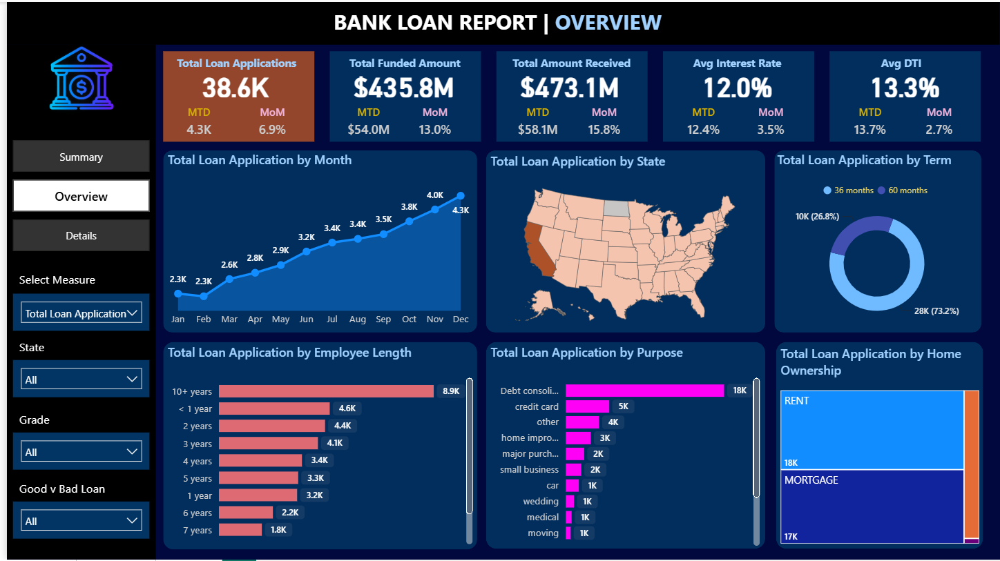 BANK LOAN REPORT | OVERVIEW
Total Loan Applications
38.6K
MTD MoM
4.3K 6.9%
Total Funded Amount
$435.8M
MTD MoM
$54.0M 13.0%
Total Amount Received
$473.1M
MTD MoM
$58.1M 15.8%
Avg Interest Rate
12.0%
MTD MoM
12.4% 3.5%
Avg DTI
13.3%
MTD MoM
13.7% 2.7%
Summary
Overview
Details
Select Measure
Total Loan Application
State
All
Grade
All
Good v Bad Loan
All
Total Loan Application by Month
2.3K 2.3K 2.6K 2.8K 2.9K 3.2K 3.4K 3.4K 3.5K 3.8K 4.0K 4.3K
Jan Feb Mar Apr May Jun Jul Aug Sep Oct Nov Dec
Total Loan Application by State
Total Loan Application by Term
36 months 60 months
10K (26.8%)
28K (73.2%)
Total Loan Application by Employee Length
10+ years 8.9K
< 1 year 4.6K
2 years 4.4K
3 years 4.1K
4 years 3.4K
5 years 3.3K
1 year 3.2K
6 years 2.2K
7 years 1.8K
Total Loan Application by Purpose
Debt consoli... 18K
credit card 5K
other 4K
home impro... 3K
major purch... 2K
small business 2K
car 1K
wedding 1K
medical 1K
moving 1K
Total Loan Application by Home
Ownership
RENT
18K
MORTGAGE
17K
$